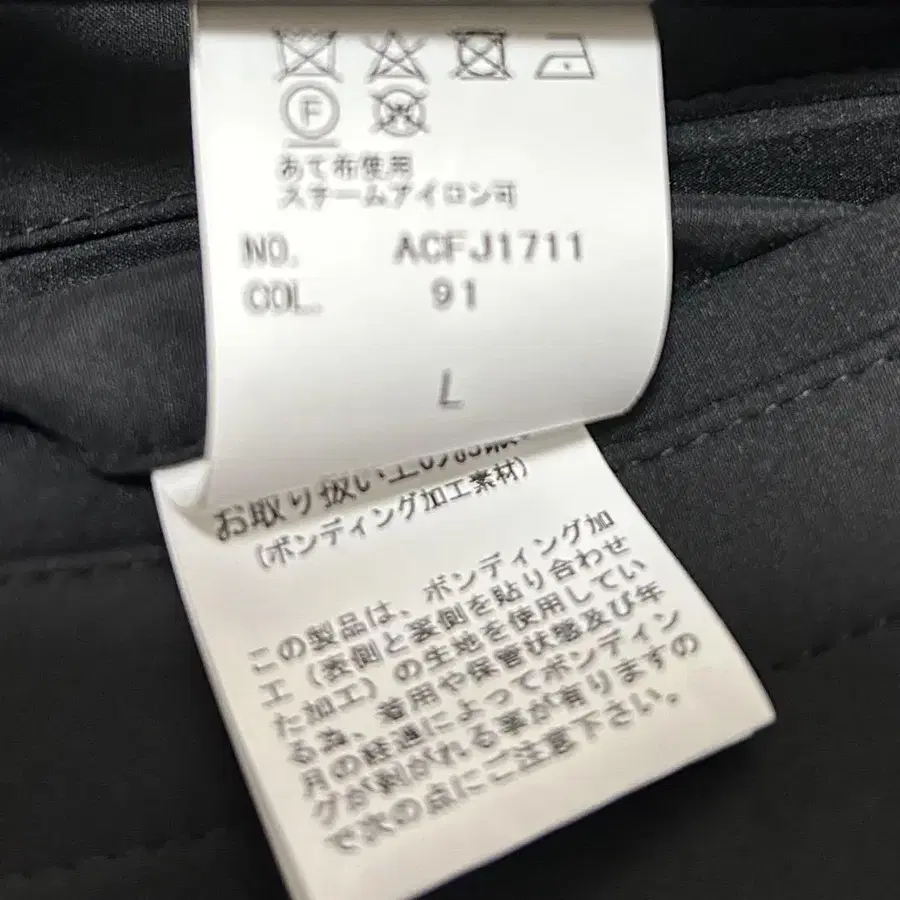 F
あて布使用
スチームアイロン可
NO. ACFJ1711
COL. 91
L
お取り扱い上の
(ボンディング加工素材)
この製品は、ボンディング加
工(表側と裏側を貼り合わせ
た加工)の生地を使用してい
る為、着用や保管状態及び年
月の経過によってボンディン
グが剥がれる事が有りますの
で次の点にご注意下さい。